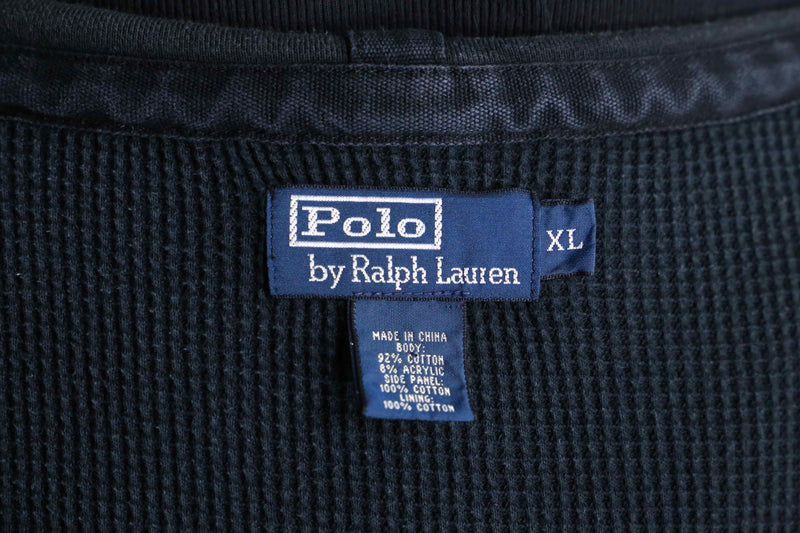 Polo
by Ralph Lauren
XL
MADE IN CHINA
BODY:
92% COTTON
8% ACRYLIC
SIDE PANEL:
100% COTTON
LINING:
100% COTTON